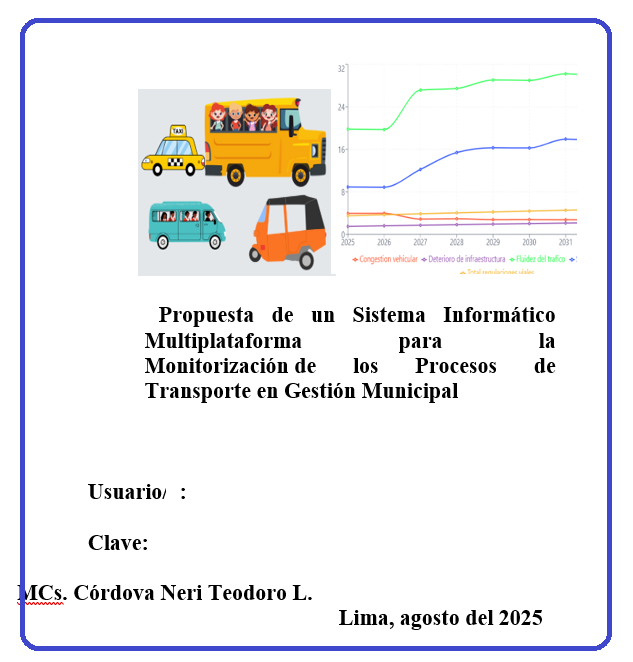 TAXI
32
24
16
8
0
2025 2026 2027 2028 2029 2030 2031
Congestion vehicular Deterioro de infraestructura Fluidez del trafico
Total regulaciones viales
Propuesta de un Sistema Informático
Multiplataforma para la
Monitorización de los Procesos de
Transporte en Gestión Municipal
Usuario/ :
Clave:
MCs. Córdova Neri Teodoro L.
Lima, agosto del 2025